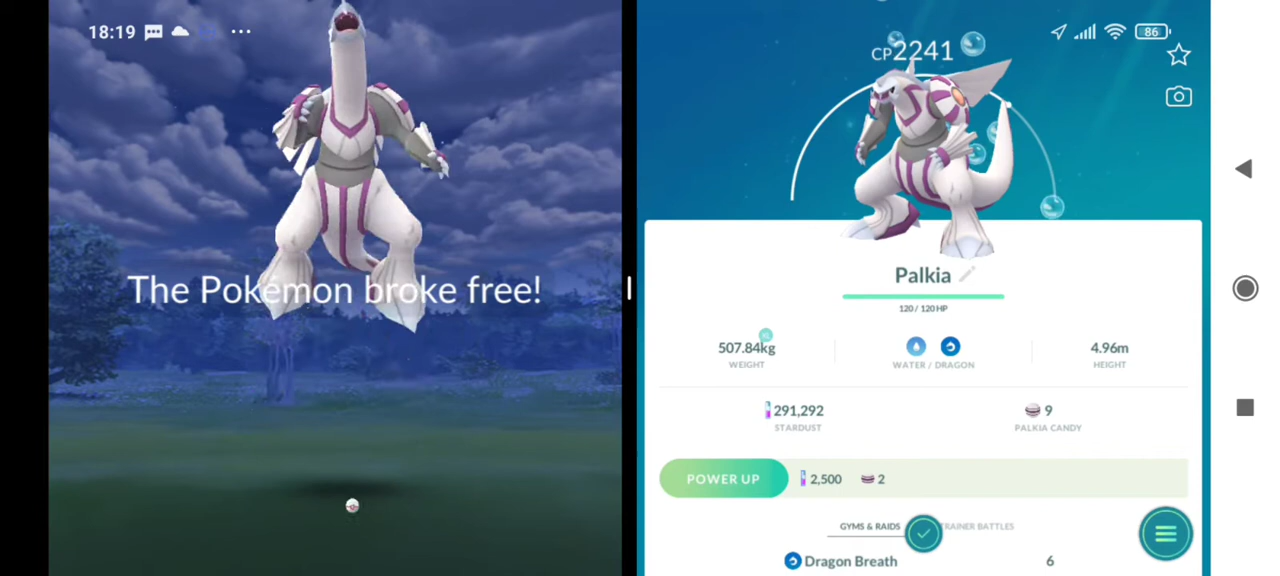 18:19
The Pokémon broke free!
86
CP2241
Palkia
120 / 120 HP
XL
507.84kg
WEIGHT
WATER / DRAGON
4.96m
HEIGHT
291,292
STARDUST
9
PALKIA CANDY
POWER UP
2,500
2
GYMS & RAIDS
TRAINER BATTLES
Dragon Breath
6